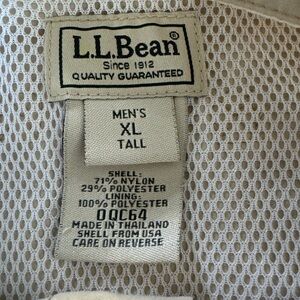 L.L.Bean®
Since 1912
QUALITY GUARANTEED
MEN'S
XL
TALL
SHELL:
71% NYLON
29% POLYESTER
LINING:
100% POLYESTER
0QC64
MADE IN THAILAND
SHELL FROM USA
CARE ON REVERSE